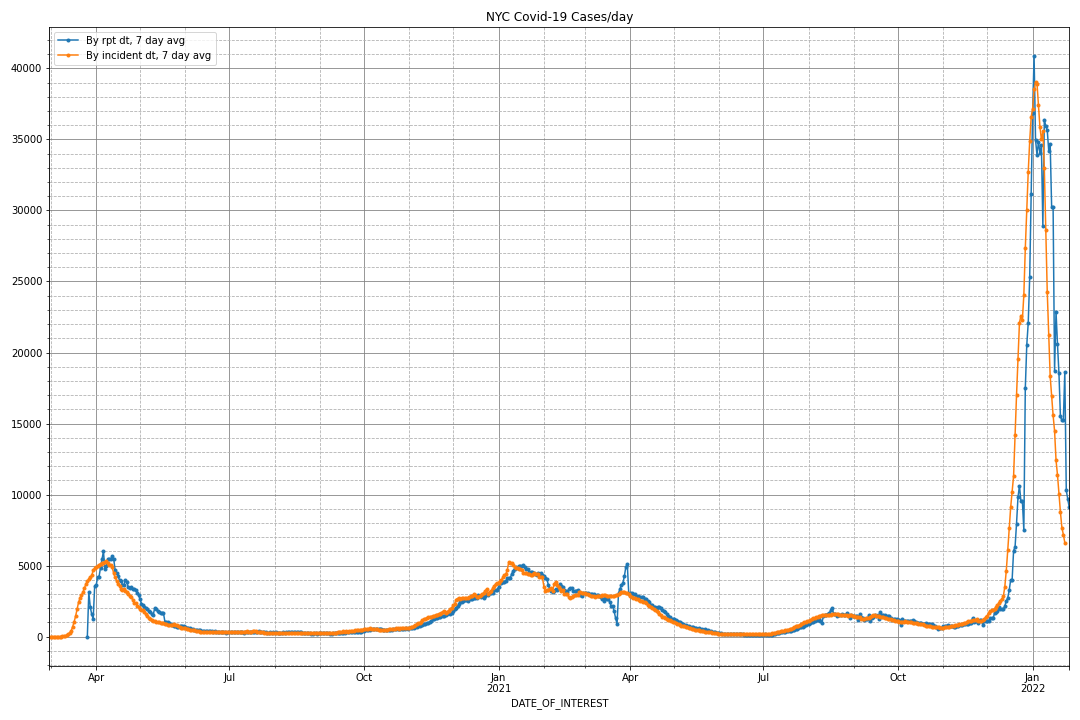 NYC Covid-19 Cases/day
By rpt dt, 7 day avg
By incident dt, 7 day avg
40000
35000
30000
25000
20000
15000
10000
5000
0
Apr
Jul
Oct
Jan
2021
Apr
Jul
Oct
Jan
2022
DATE_OF_INTEREST